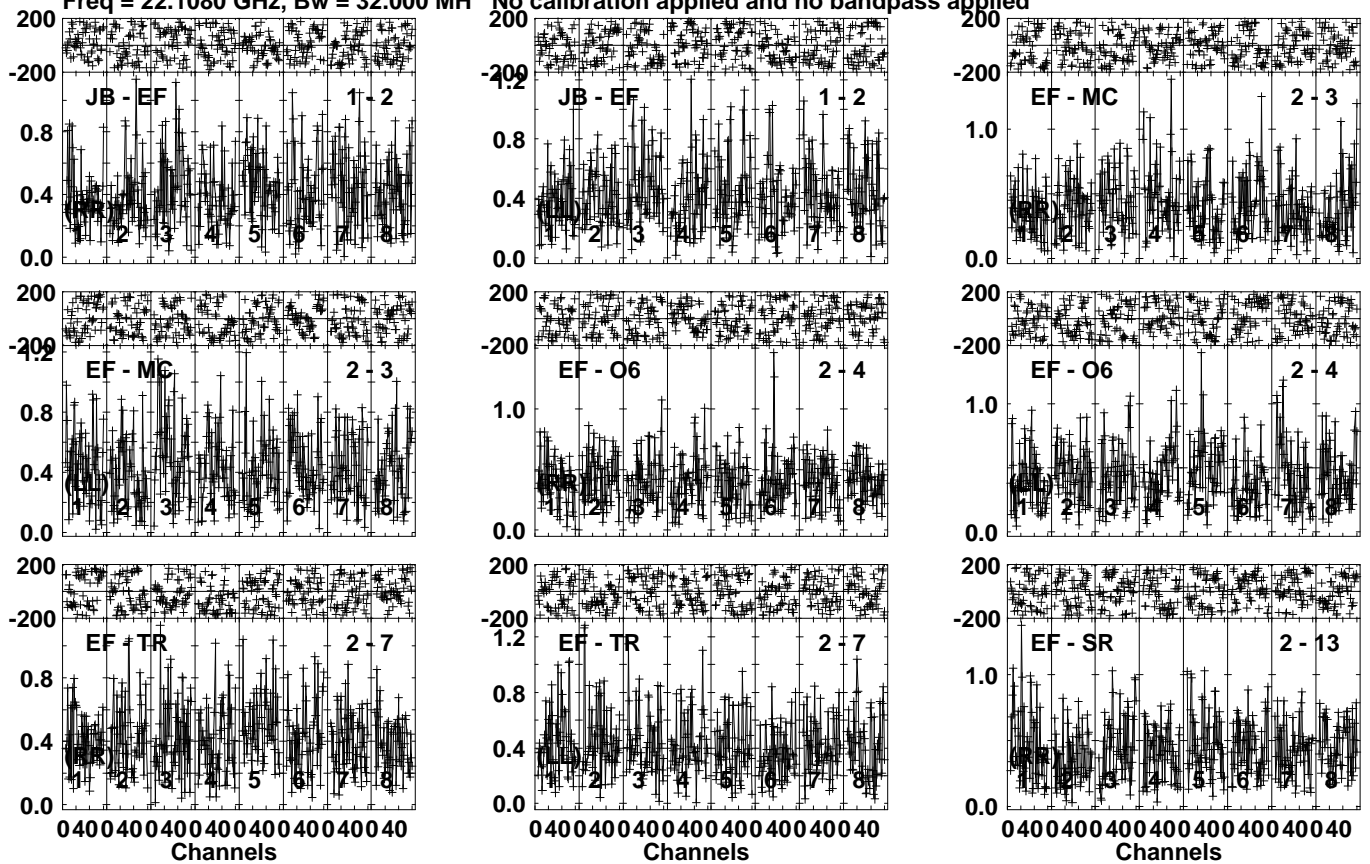 Freq = 22.1080 GHz, Bw = 32.000 MH No calibration applied and no bandpass applied
200
-200
JB - EF 1 - 2
0.8
0.4
0.0
(RR)
1 2 3 4 5 6 7 8
200
-200
1.2
JB - EF 1 - 2
0.8
0.4
0.0
(LL)
1 2 3 4 5 6 7 8
200
-200
EF - MC 2 - 3
1.0
0.0
(RR)
1 2 3 4 5 6 7 8
200
-200
1.2
EF - MC 2 - 3
0.8
0.4
0.0
(LL)
1 2 3 4 5 6 7 8
200
-200
EF - O6 2 - 4
1.0
0.0
(RR)
1 2 3 4 5 6 7 8
200
-200
EF - O6 2 - 4
1.0
0.0
(LL)
1 2 3 4 5 6 7 8
200
-200
EF - TR 2 - 7
0.8
0.4
0.0
(RR)
1 2 3 4 5 6 7 8
0 40 0 40 0 40 0 40 0 40 0 40 0 40 0 40
Channels
200
-200
EF - TR 2 - 7
1.2
0.8
0.4
0.0
(LL)
1 2 3 4 5 6 7 8
0 40 0 40 0 40 0 40 0 40 0 40 0 40 0 40
Channels
200
-200
EF - SR 2 - 13
1.0
0.0
(RR)
1 2 3 4 5 6 7 8
0 40 0 40 0 40 0 40 0 40 0 40 0 40 0 40
Channels